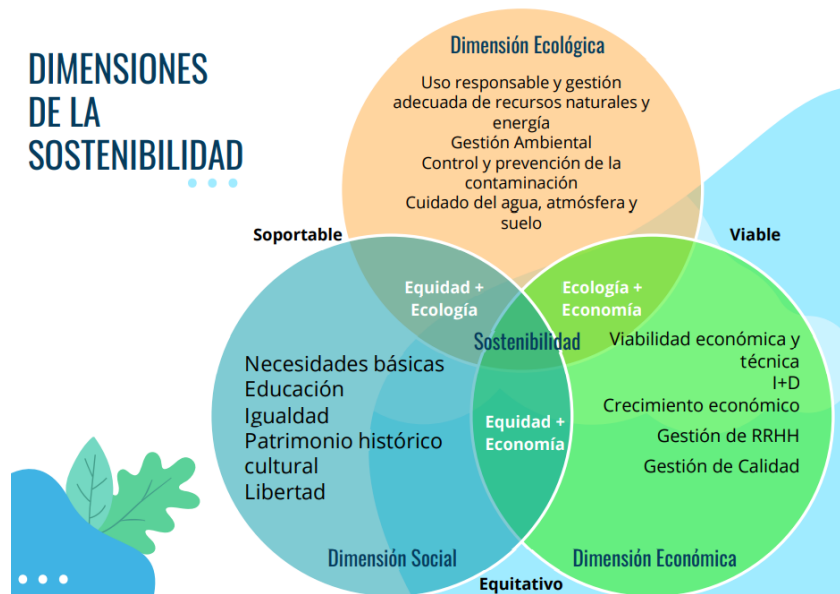 DIMENSIONES
DE LA
SOSTENIBILIDAD
Dimensión Ecológica
Uso responsable y gestión
adecuada de recursos naturales y
energía
Gestión Ambiental
Control y prevención de la
contaminación
Cuidado del agua, atmósfera y
suelo
Soportable
Viable
Equidad +
Ecología
Ecología +
Economía
Sostenibilidad
Necesidades básicas
Educación
Igualdad
Patrimonio histórico
cultural
Libertad
Equidad +
Economía
Viabilidad económica y
técnica
I+D
Crecimiento económico
Gestión de RRHH
Gestión de Calidad
Dimensión Social
Dimensión Económica
Equitativo